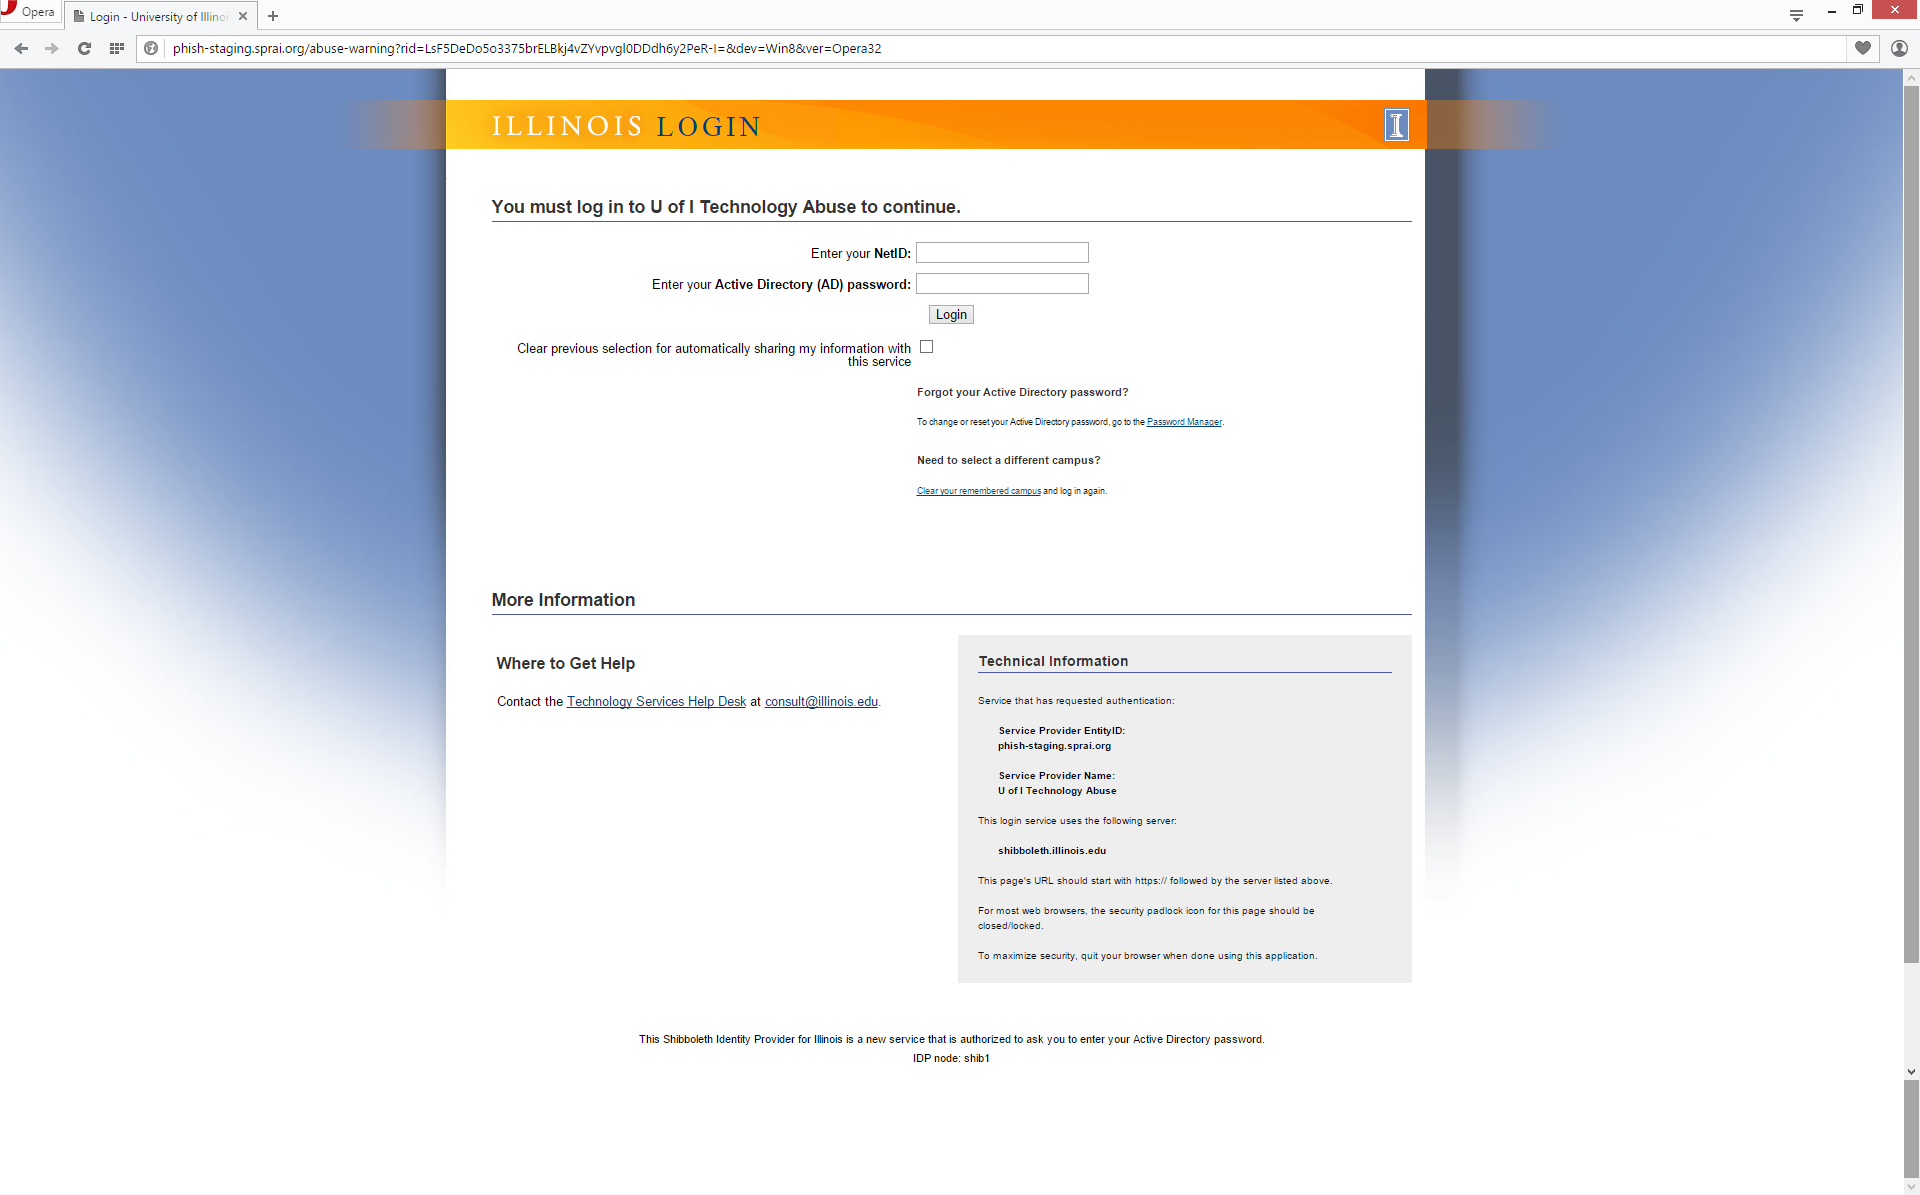 Opera
Login - University of Illinoi
phish-staging.sprai.org/abuse-warning?rid=LsF5DeDo5o3375brELBkj4vZYvpvgl0DDdh6y2PeR-I=&dev=Win8&ver=Opera32
ILLINOIS LOGIN
I
You must log in to U of I Technology Abuse to continue.
Enter your NetID:
Enter your Active Directory (AD) password:
Login
Clear previous selection for automatically sharing my information with
this service
Forgot your Active Directory password?
To change or reset your Active Directory password, go to the Password Manager.
Need to select a different campus?
Clear your remembered campus and log in again.
More Information
Where to Get Help
Contact the Technology Services Help Desk at consult@illinois.edu.
Technical Information
Service that has requested authentication:
Service Provider EntityID:
phish-staging.sprai.org
Service Provider Name:
U of I Technology Abuse
This login service uses the following server:
shibboleth.illinois.edu
This page's URL should start with https:// followed by the server listed above.
For most web browsers, the security padlock icon for this page should be
closed/locked.
To maximize security, quit your browser when done using this application.
This Shibboleth Identity Provider for Illinois is a new service that is authorized to ask you to enter your Active Directory password.
IDP node: shib1